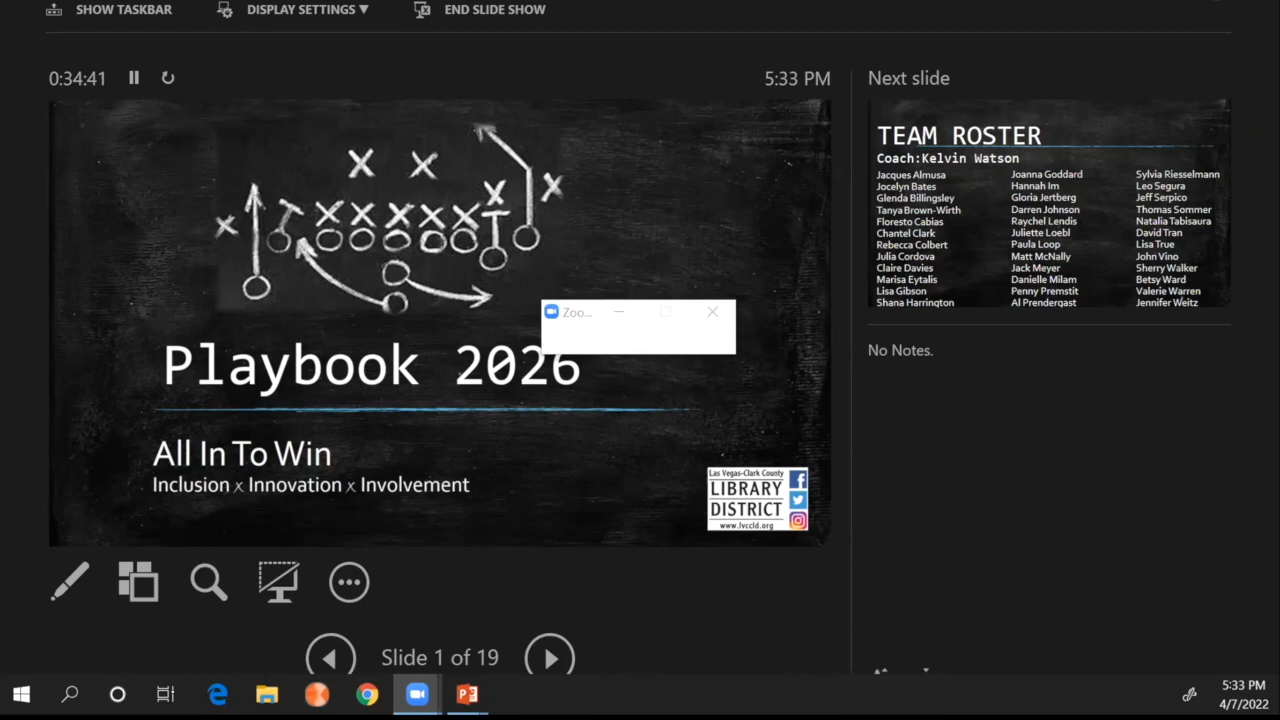 SHOW TASKBAR
DISPLAY SETTINGS ▼
END SLIDE SHOW
0:34:41
5:33 PM
Next slide
TEAM ROSTER
Coach:Kelvin Watson
Jacques Almusa
Jocelyn Bates
Glenda Billingsley
Tanya Brown-Wirth
Floresto Cabias
Chantel Clark
Rebecca Colbert
Julia Cordova
Claire Davies
Marisa Eytalis
Lisa Gibson
Shana Harrington
Joanna Goddard
Hannah Im
Gloria Jertberg
Darren Johnson
Raychel Lendis
Juliette Loebl
Paula Loop
Matt McNally
Jack Meyer
Danielle Milam
Penny Premstit
Al Prendergast
Sylvia Riesselmann
Leo Segura
Jeff Serpico
Thomas Sommer
Natalia Tabisaura
David Tran
Lisa True
John Vino
Sherry Walker
Betsy Ward
Valerie Warren
Jennifer Weitz
Zoo...
No Notes.
Playbook 2026
All In To Win
Inclusion x Innovation x Involvement
Las Vegas-Clark County
LIBRARY
DISTRICT
www.lvccld.org
Slide 1 of 19
5:33 PM
4/7/2022